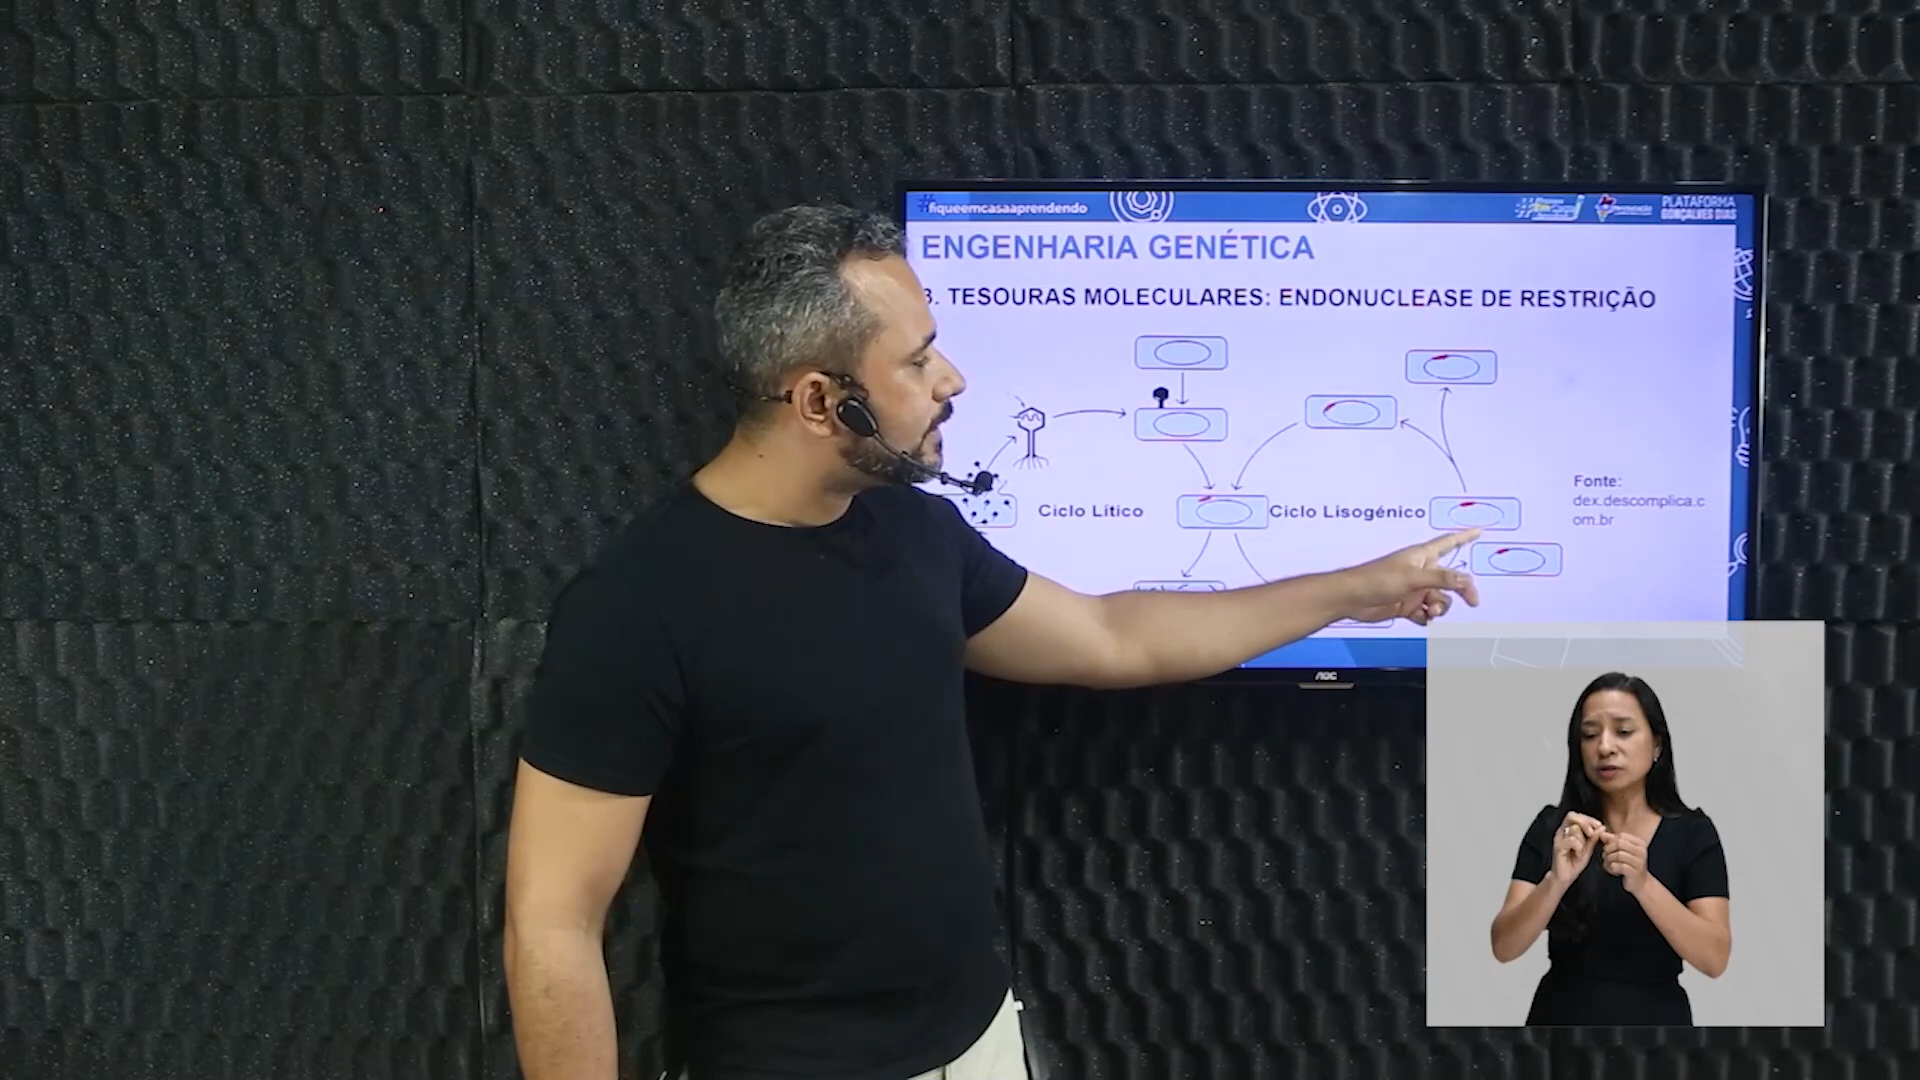 #fiqueemcasaaprendendo
PLATAFORMA
GONÇALVES DIAS
ENGENHARIA GENÉTICA
3. TESOURAS MOLECULARES: ENDONUCLEASE DE RESTRIÇÃO
Ciclo Lítico
Ciclo Lisogénico
Fonte:
dex.descomplica.c
om.br
AOC